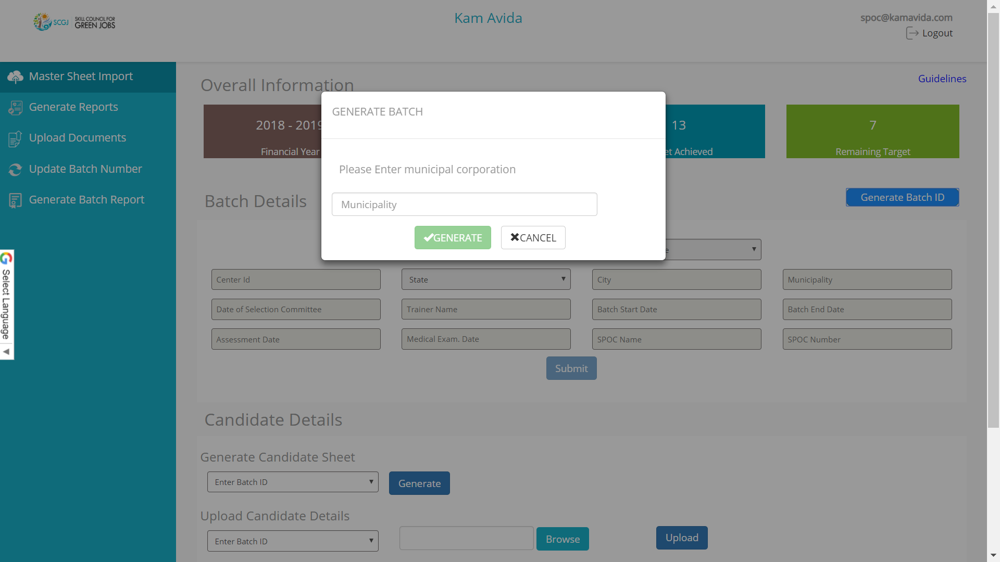 SCGJ SKILL COUNCIL FOR GREEN JOBS
Kam Avida
spoc@kamavida.com
Logout
Master Sheet Import
Generate Reports
Upload Documents
Update Batch Number
Generate Batch Report
Select Language
Overall Information
Guidelines
2018 - 2019
Financial Year
13
et Achieved
7
Remaining Target
GENERATE BATCH
Please Enter municipal corporation
Municipality
GENERATE
CANCEL
Batch Details
Generate Batch ID
e
Center Id
State
City
Municipality
Date of Selection Committee
Trainer Name
Batch Start Date
Batch End Date
Assessment Date
Medical Exam. Date
SPOC Name
SPOC Number
Submit
Candidate Details
Generate Candidate Sheet
Enter Batch ID
Generate
Upload Candidate Details
Enter Batch ID
Browse
Upload